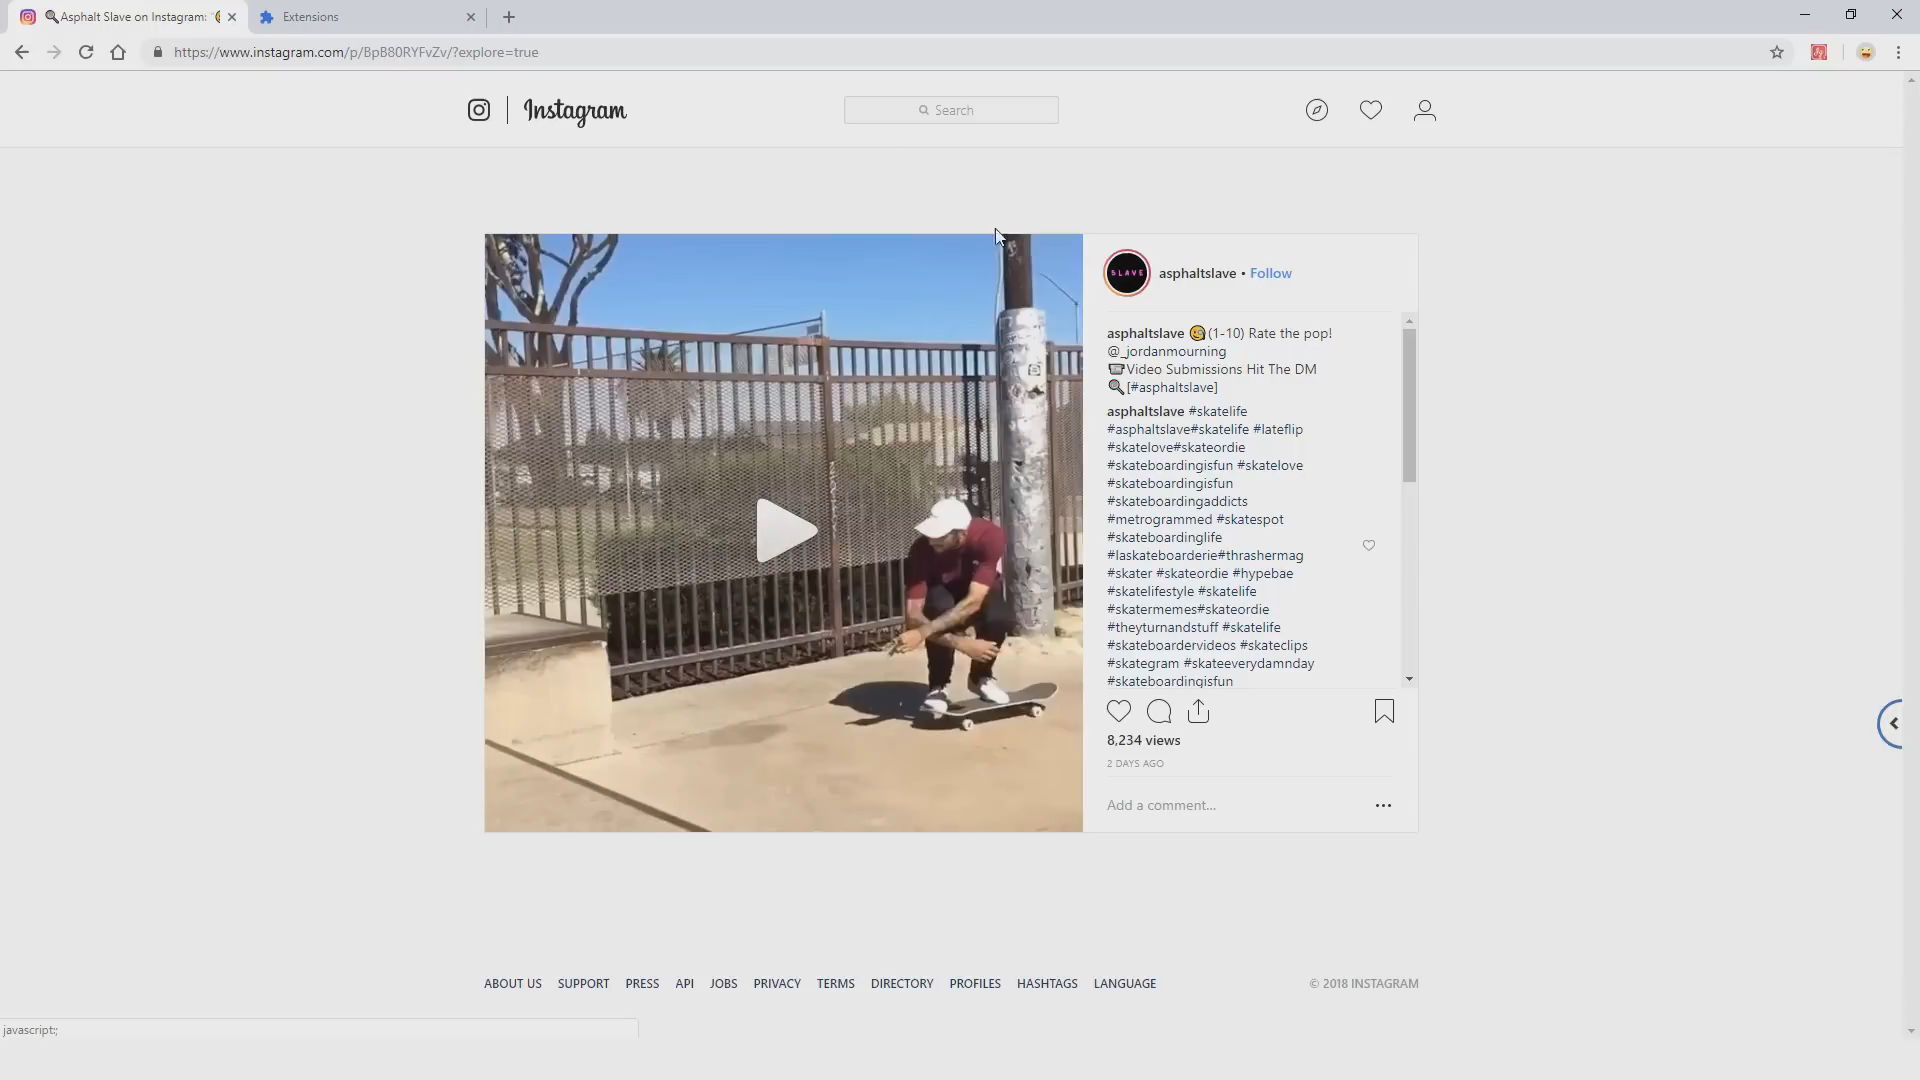 Asphalt Slave on Instagram: "
Extensions
https://www.instagram.com/p/BpB80RYFvZv/?explore=true
Instagram
Search
SLAVE
asphaltslave • Follow
asphaltslave 🧐(1-10) Rate the pop!
@_jordanmourning
📼Video Submissions Hit The DM
🔍[#asphaltslave]
asphaltslave #skatelife
#asphaltslave#skatelife #lateflip
#skatelove#skateordie
#skateboardingisfun #skatelove
#skateboardingisfun
#skateboardingaddicts
#metrogrammed #skatespot
#skateboardinglife
#laskateboarderie#thrashermag
#skater #skateordie #hypebae
#skatelifestyle #skatelife
#skatermemes#skateordie
#theyturnandstuff #skatelife
#skateboardervideos #skateclips
#skategram #skateeverydamnday
#skateboardingisfun
8,234 views
2 DAYS AGO
Add a comment...
ABOUT US SUPPORT PRESS API JOBS PRIVACY TERMS DIRECTORY PROFILES HASHTAGS LANGUAGE © 2018 INSTAGRAM
javascript:;